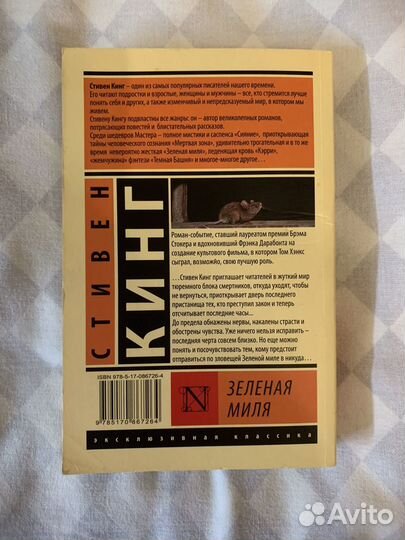 Стивен Кинг – один из самых популярных писателей нашего времени.
Его читают подростки и взрослые, женщины и мужчины – все, кто стремится лучше
понять себя и других, а также изменчивый и непредсказуемый мир, в котором мы
живем.
Стивену Кингу подвластны все жанры: он – автор великолепных романов,
потрясающих повестей и блистательных рассказов.
Среди шедевров Мастера – полное мистики и саспенса «Сияние», приоткрывающая
тайны человеческого сознания «Мертвая зона», удивительно трогательная и в то же
время невероятно жесткая «Зеленая миля», леденящая кровь «Кэрри»,
«жемчужина» фэнтези «Темная Башня» и многое-многое другое…
СТИВЕН
КИНГ
Роман-событие, ставший лауреатом премии Брэма
Стокера и вдохновивший Фрэнка Дарабонта на
создание культового фильма, в котором Том Хэнкс
сыграл, возможно, свою лучшую роль.
…Стивен Кинг приглашает читателей в жуткий мир
тюремного блока смертников, откуда уходят, чтобы
не вернуться, приоткрывает дверь последнего
пристанища тех, кто преступил закон и теперь
отсчитывает последние часы...
До предела обнажены нервы, накалены страсти и
обострены чувства. Уже ничего нельзя исправить –
последняя черта совсем близко. Но еще можно
понять и посочувствовать тем, кому предстоит
отправиться по зловещей Зеленой миле в никуда…
ISBN 978-5-17-086726-4
9 785170 867264
N
ЗЕЛЕНАЯ
МИЛЯ
эксклюзивная классика
Avito